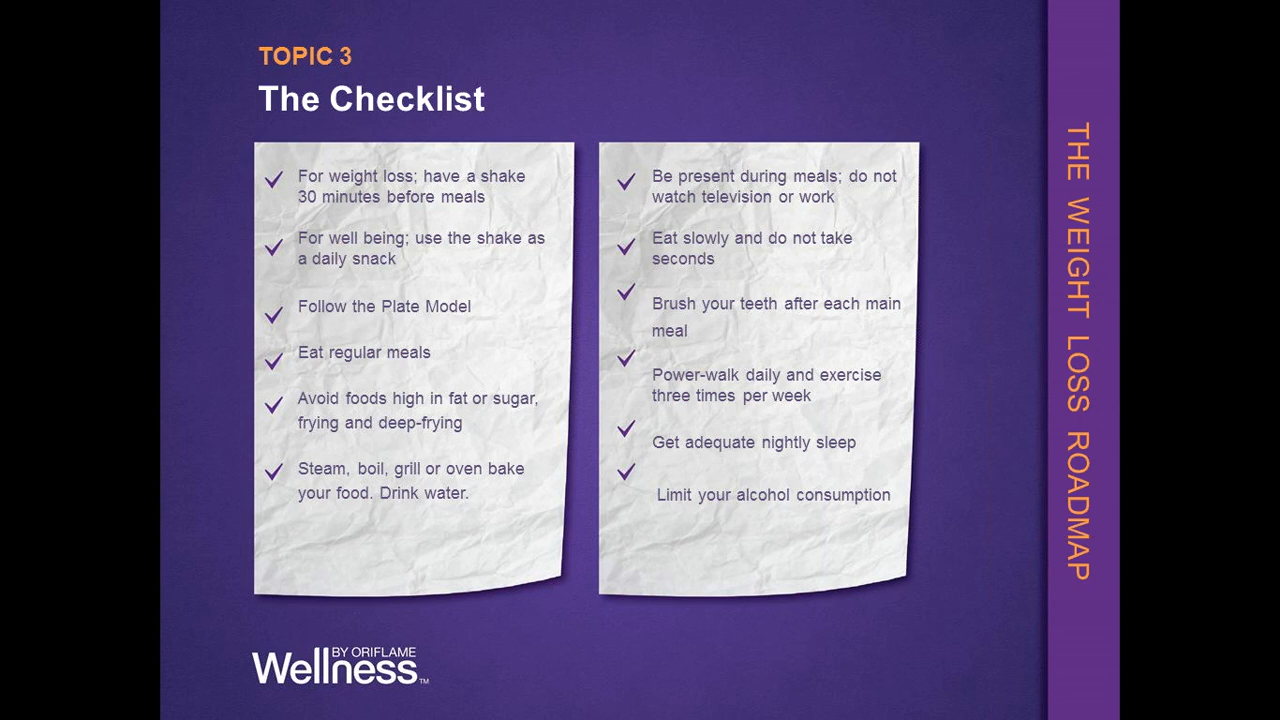 TOPIC 3
The Checklist
For weight loss; have a shake
30 minutes before meals
For well being; use the shake as
a daily snack
Follow the Plate Model
Eat regular meals
Avoid foods high in fat or sugar,
frying and deep-frying
Steam, boil, grill or oven bake
your food. Drink water.
Be present during meals; do not
watch television or work
Eat slowly and do not take
seconds
Brush your teeth after each main
meal
Power-walk daily and exercise
three times per week
Get adequate nightly sleep
Limit your alcohol consumption
THE WEIGHT LOSS ROADMAP
BY ORIFLAME
Wellness™